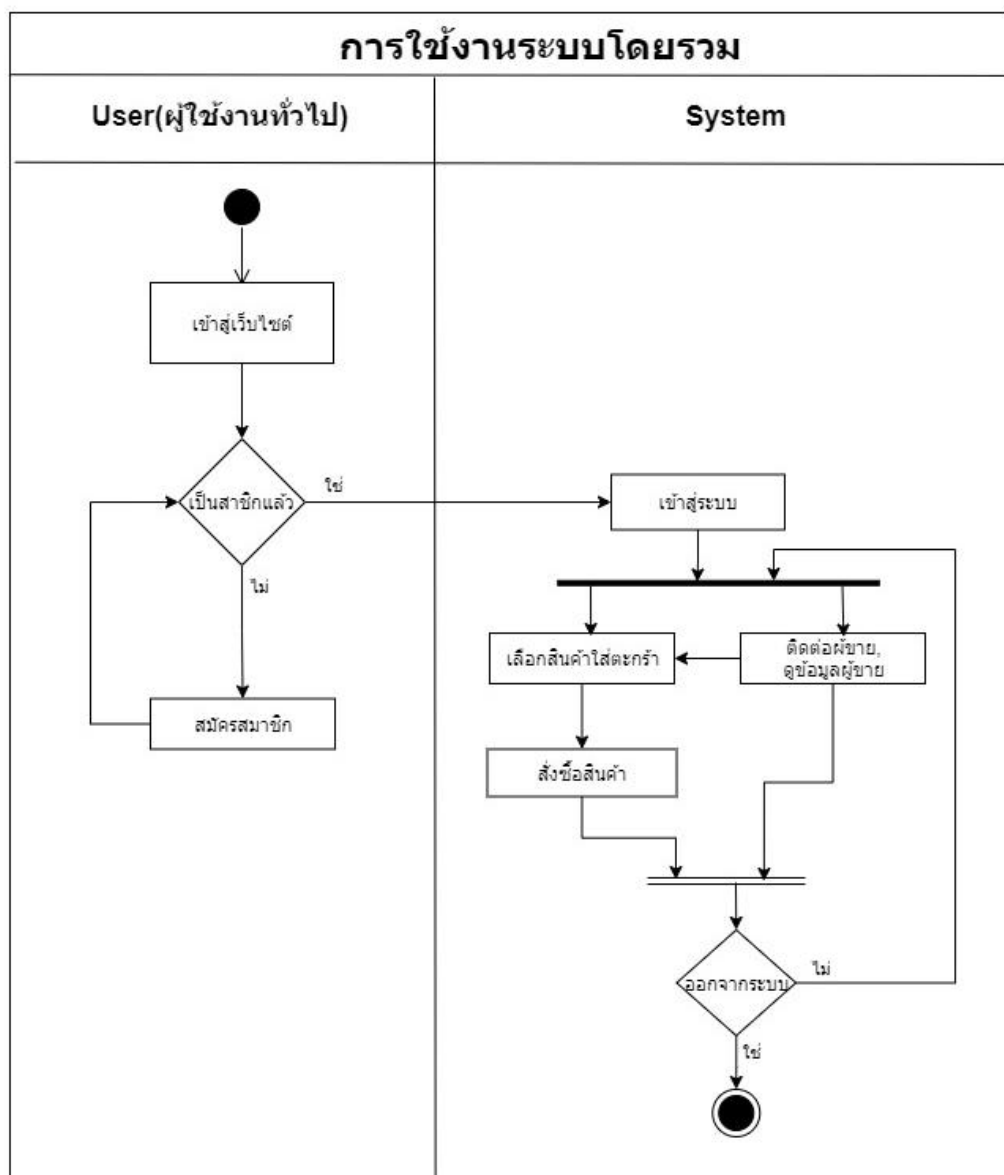 การใช้งานระบบโดยรวม
User(ผู้ใช้งานทั่วไป)
System
เข้าสู่เว็บไซต์
เป็นสาชิกแล้ว
ใช่
เข้าสู่ระบบ
ไม่
เลือกสินค้าใส่ตะกร้า
ติดต่อผู้ขาย,
ดูข้อมูลผู้ขาย
สมัครสมาชิก
สั่งซื้อสินค้า
ออกจากระบบ
ไม่
ใช่